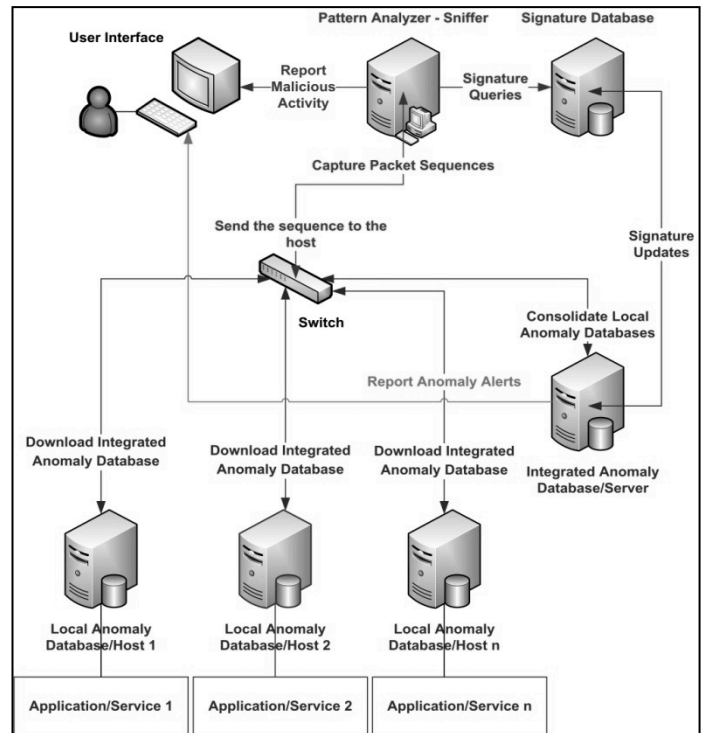 Pattern Analyzer - Sniffer
Signature Database
User Interface
Report
Malicious
Activity
Signature
Queries
Capture Packet Sequences
Send the sequence to the
host
Signature
Updates
Switch
Consolidate Local
Anomaly Databases
Report Anomaly Alerts
Download Integrated
Anomaly Database
Download Integrated
Anomaly Database
Download Integrated
Anomaly Database
Integrated Anomaly
Database/Server
Local Anomaly
Database/Host 1
Local Anomaly
Database/Host 2
Local Anomaly
Database/Host n
Application/Service 1
Application/Service 2
Application/Service n